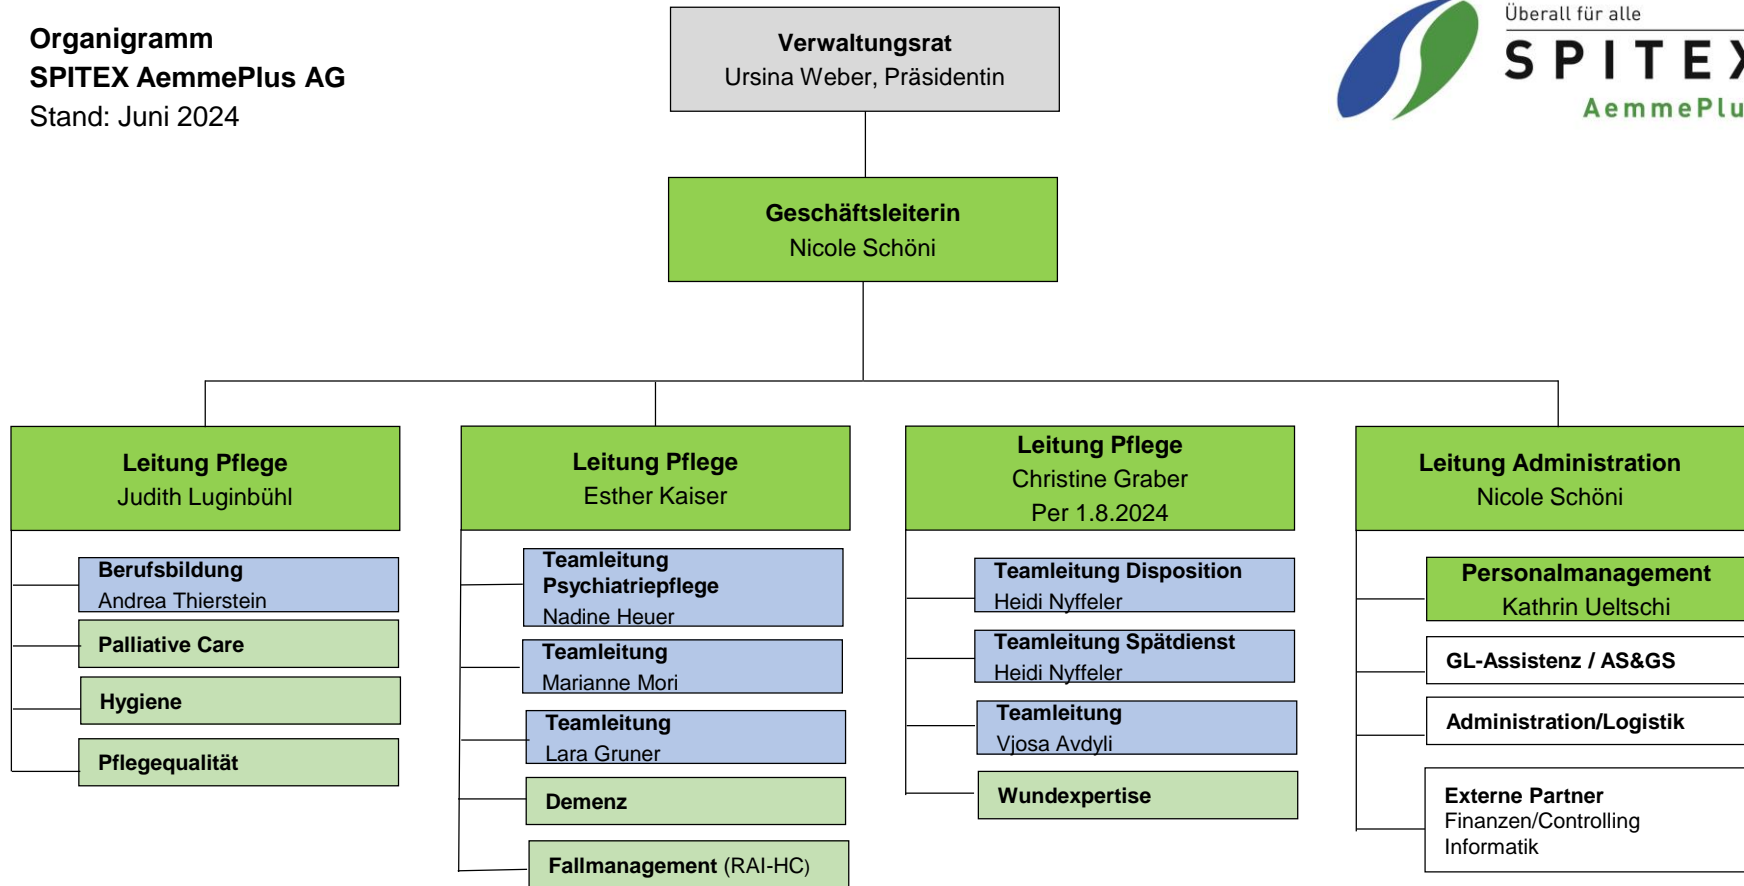 Organigramm
SPITEX AemmePlus AG
Stand: Juni 2024
Verwaltungsrat
Ursina Weber, Präsidentin
Überall für alle
SPITEX
AemmePlu
Geschäftsleiterin
Nicole Schöni
Leitung Pflege
Judith Luginbühl
Berufsbildung
Andrea Thierstein
Palliative Care
Hygiene
Pflegequalität
Leitung Pflege
Esther Kaiser
Teamleitung
Psychiatriepflege
Nadine Heuer
Teamleitung
Marianne Mori
Teamleitung
Lara Gruner
Demenz
Fallmanagement (RAI-HC)
Leitung Pflege
Christine Graber
Per 1.8.2024
Teamleitung Disposition
Heidi Nyffeler
Teamleitung Spätdienst
Heidi Nyffeler
Teamleitung
Vjosa Avdyli
Wundexpertise
Leitung Administration
Nicole Schöni
Personalmanagement
Kathrin Ueltschi
GL-Assistenz / AS&GS
Administration/Logistik
Externe Partner
Finanzen/Controlling
Informatik